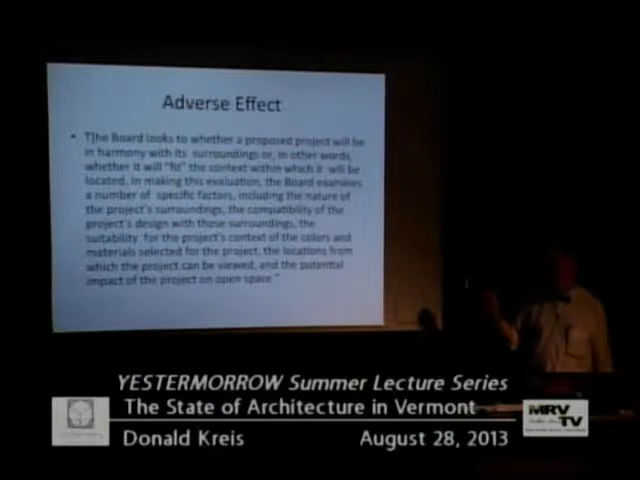 Adverse Effect
• T[he Board looks to whether a proposed project will be
in harmony with its surroundings or, in other words,
whether it will "fit" the context within which it will be
located. In making this evaluation, the Board examines
a number of specific factors, including the nature of
the project's surroundings, the compatibility of the
project's design with those surroundings, the
suitability for the project's context of the colors and
materials selected for the project, the locations from
which the project can be viewed, and the potential
impact of the project on open space."
YESTERMORROW Summer Lecture Series
The State of Architecture in Vermont
Donald Kreis August 28, 2013
MRV
TV